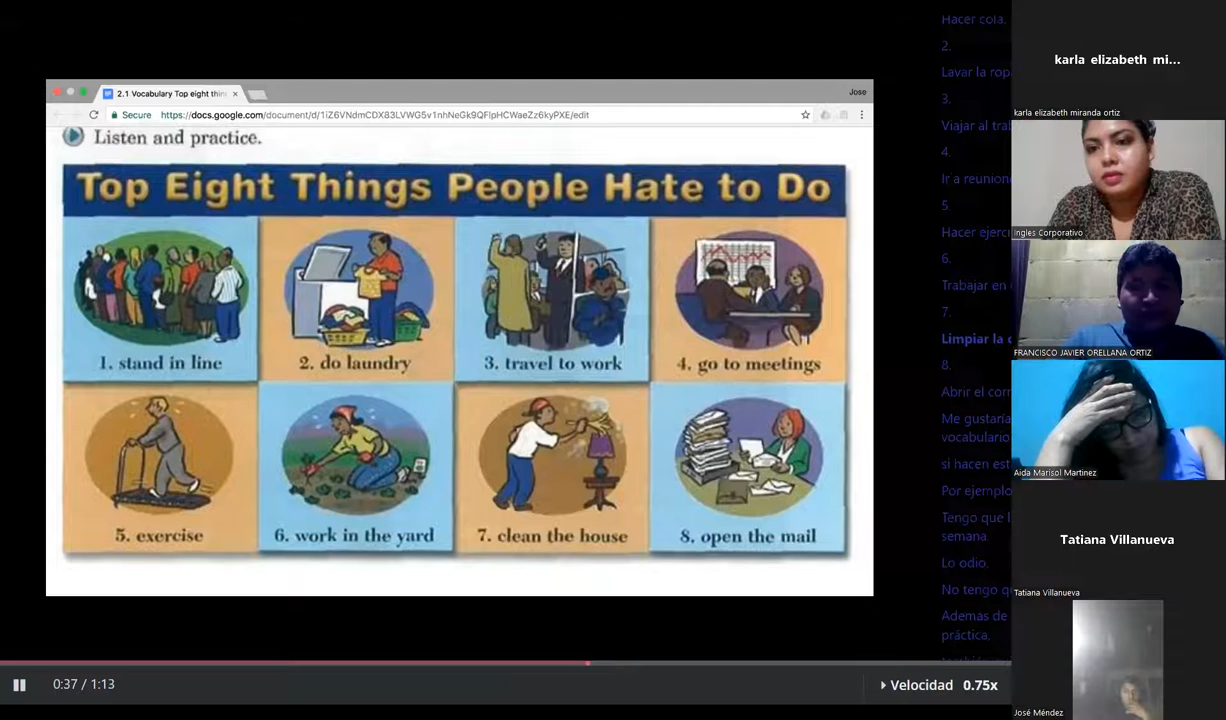 2.1 Vocabulary Top eight thin
Jose
Secure https://docs.google.com/document/d/1iZ6VNdmCDX83LVWG5v1nhNeGk9QFlpHCWaeZz6kyPXE/edit
Listen and practice.
Top Eight Things People Hate to Do
1. stand in line
2. do laundry
3. travel to work
4. go to meetings
5. exercise
6. work in the yard
7. clean the house
8. open the mail
0:37 / 1:13
Velocidad 0.75x
Hacer cola.
2.
Lavar la rop
3.
Viajar al tra
4.
Ir a reunion
5.
Hacer ejerci
6.
Trabajar en
7.
Limpiar la
8.
Abrir el corr
Me gustaría
vocabulario
si hacen est
Por ejemplo
Tengo que l
semana.
Lo odio.
No tengo q
Ademas de
práctica.
karla elizabeth mi...
karla elizabeth miranda ortiz
Ingles Corporativo
FRANCISCO JAVIER ORELLANA ORTIZ
Aida Marisol Martinez
Tatiana Villanueva
Tatiana Villanueva
José Méndez